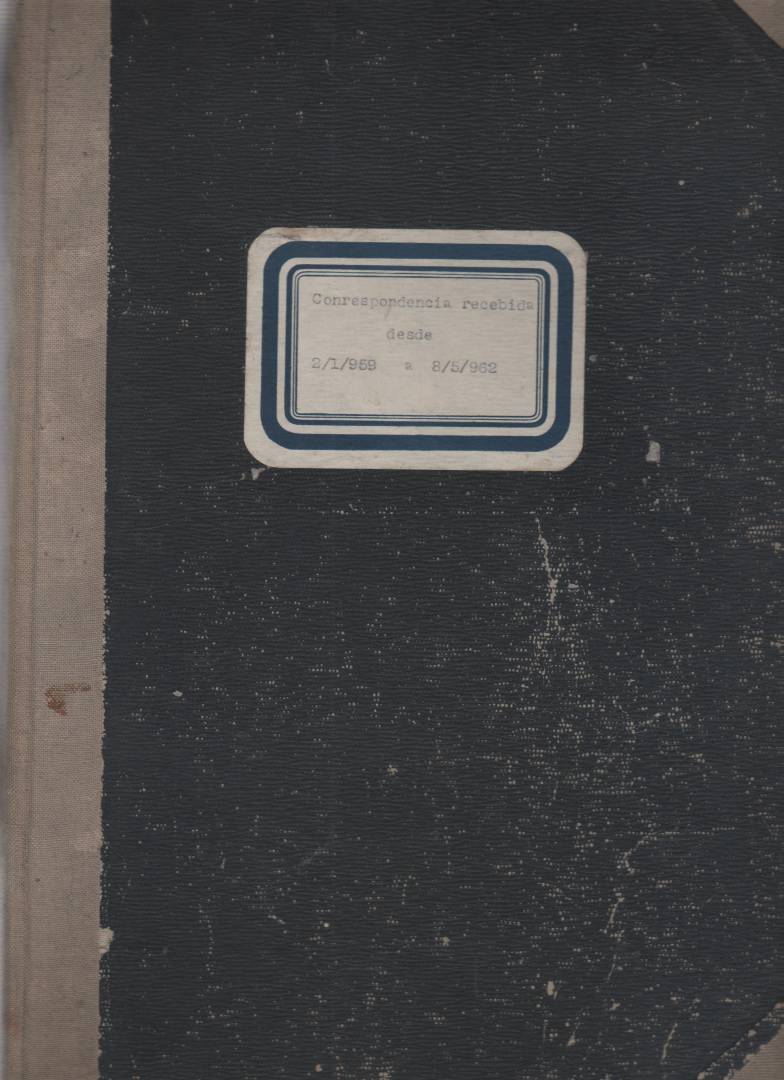 Conrespondencia recebida
desde
2/1/959 a 8/5/962